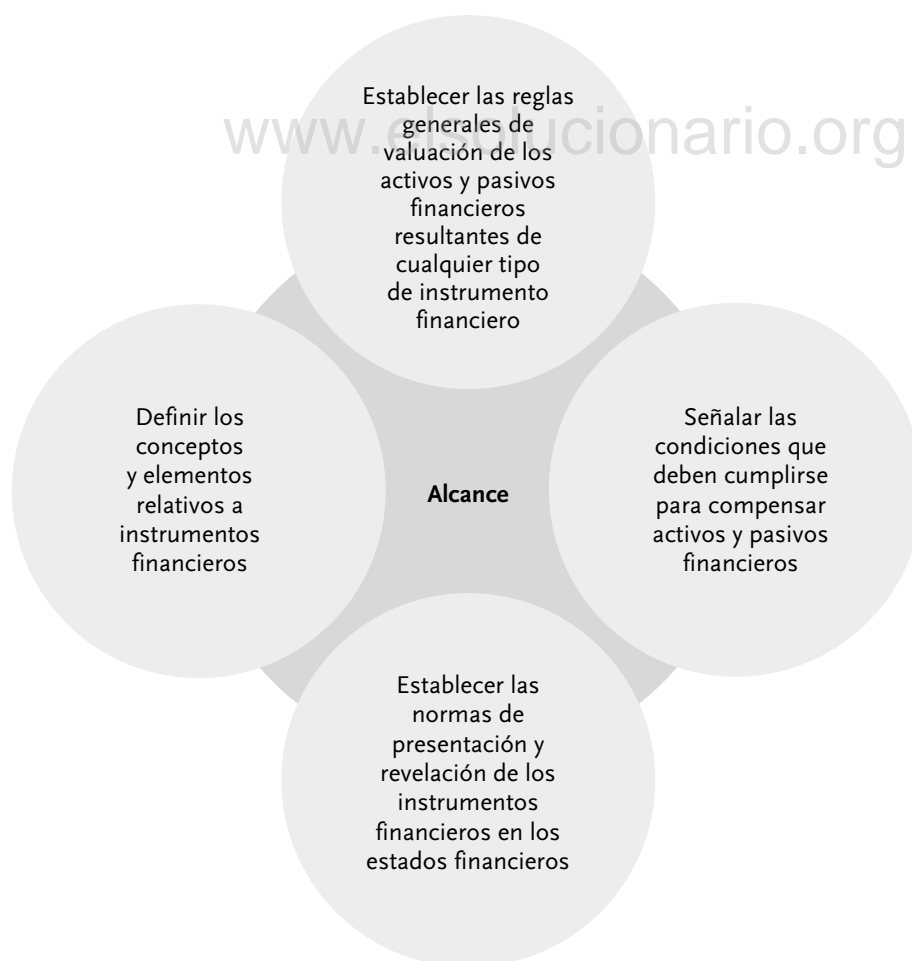 www.elsolucionario.org
Establecer las reglas
generales de
valuación de los
activos y pasivos
financieros
resultantes de
cualquier tipo
de instrumento
financiero
Definir los
conceptos
y elementos
relativos a
instrumentos
financieros
Alcance
Señalar las
condiciones que
deben cumplirse
para compensar
activos y pasivos
financieros
Establecer las
normas de
presentación y
revelación de los
instrumentos
financieros en los
estados financieros